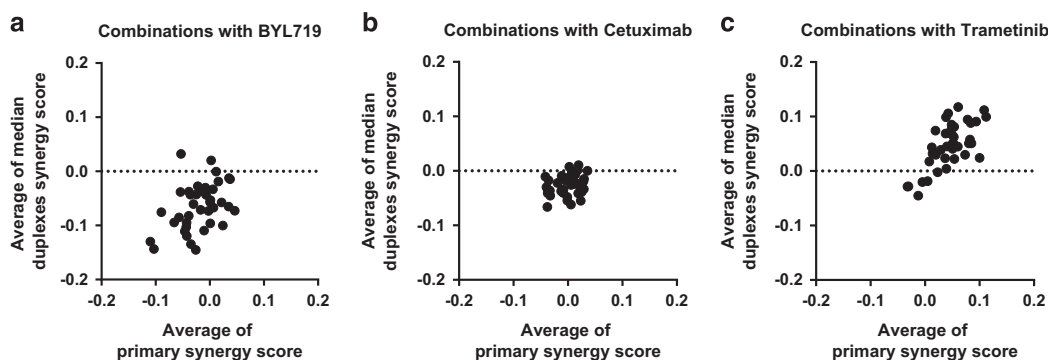 a
Combinations with BYL719
Average of median
duplexes synergy score
0.2
0.1
0.0
-0.1
-0.2
-0.2 -0.1 0.0 0.1 0.2
Average of
primary synergy score
b
Combinations with Cetuximab
Average of median
duplexes synergy score
0.2
0.1
0.0
-0.1
-0.2
-0.2 -0.1 0.0 0.1 0.2
Average of
primary synergy score
c
Combinations with Trametinib
Average of median
duplexes synergy score
0.2
0.1
0.0
-0.1
-0.2
-0.2 -0.1 0.0 0.1 0.2
Average of
primary synergy score